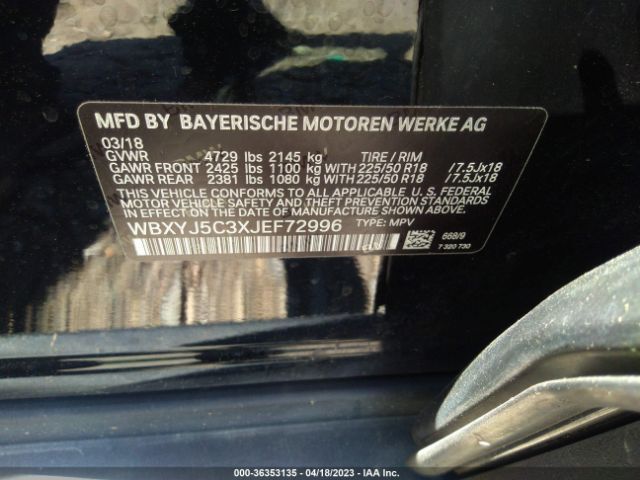 MFD BY BAYERISCHE MOTOREN WERKE AG
03/18
GVWR 4729 lbs 2145 kg TIRE / RIM
GAWR FRONT 2425 lbs 1100 kg WITH 225/50 R18 /7.5Jx18
GAWR REAR 2381 lbs 1080 kg WITH 225/50 R18 /7.5Jx18
THIS VEHICLE CONFORMS TO ALL APPLICABLE U. S. FEDERAL
MOTOR VEHICLE SAFETY, BUMPER, AND THEFT PREVENTION
STANDARDS IN EFFECT ON THE DATE OF MANUFACTURE SHOWN ABOVE.
WBXYJ5C3XJEF72996 TYPE: MPV
668/9
7 320 730
000-36353135 - 04/18/2023 - IAA Inc.